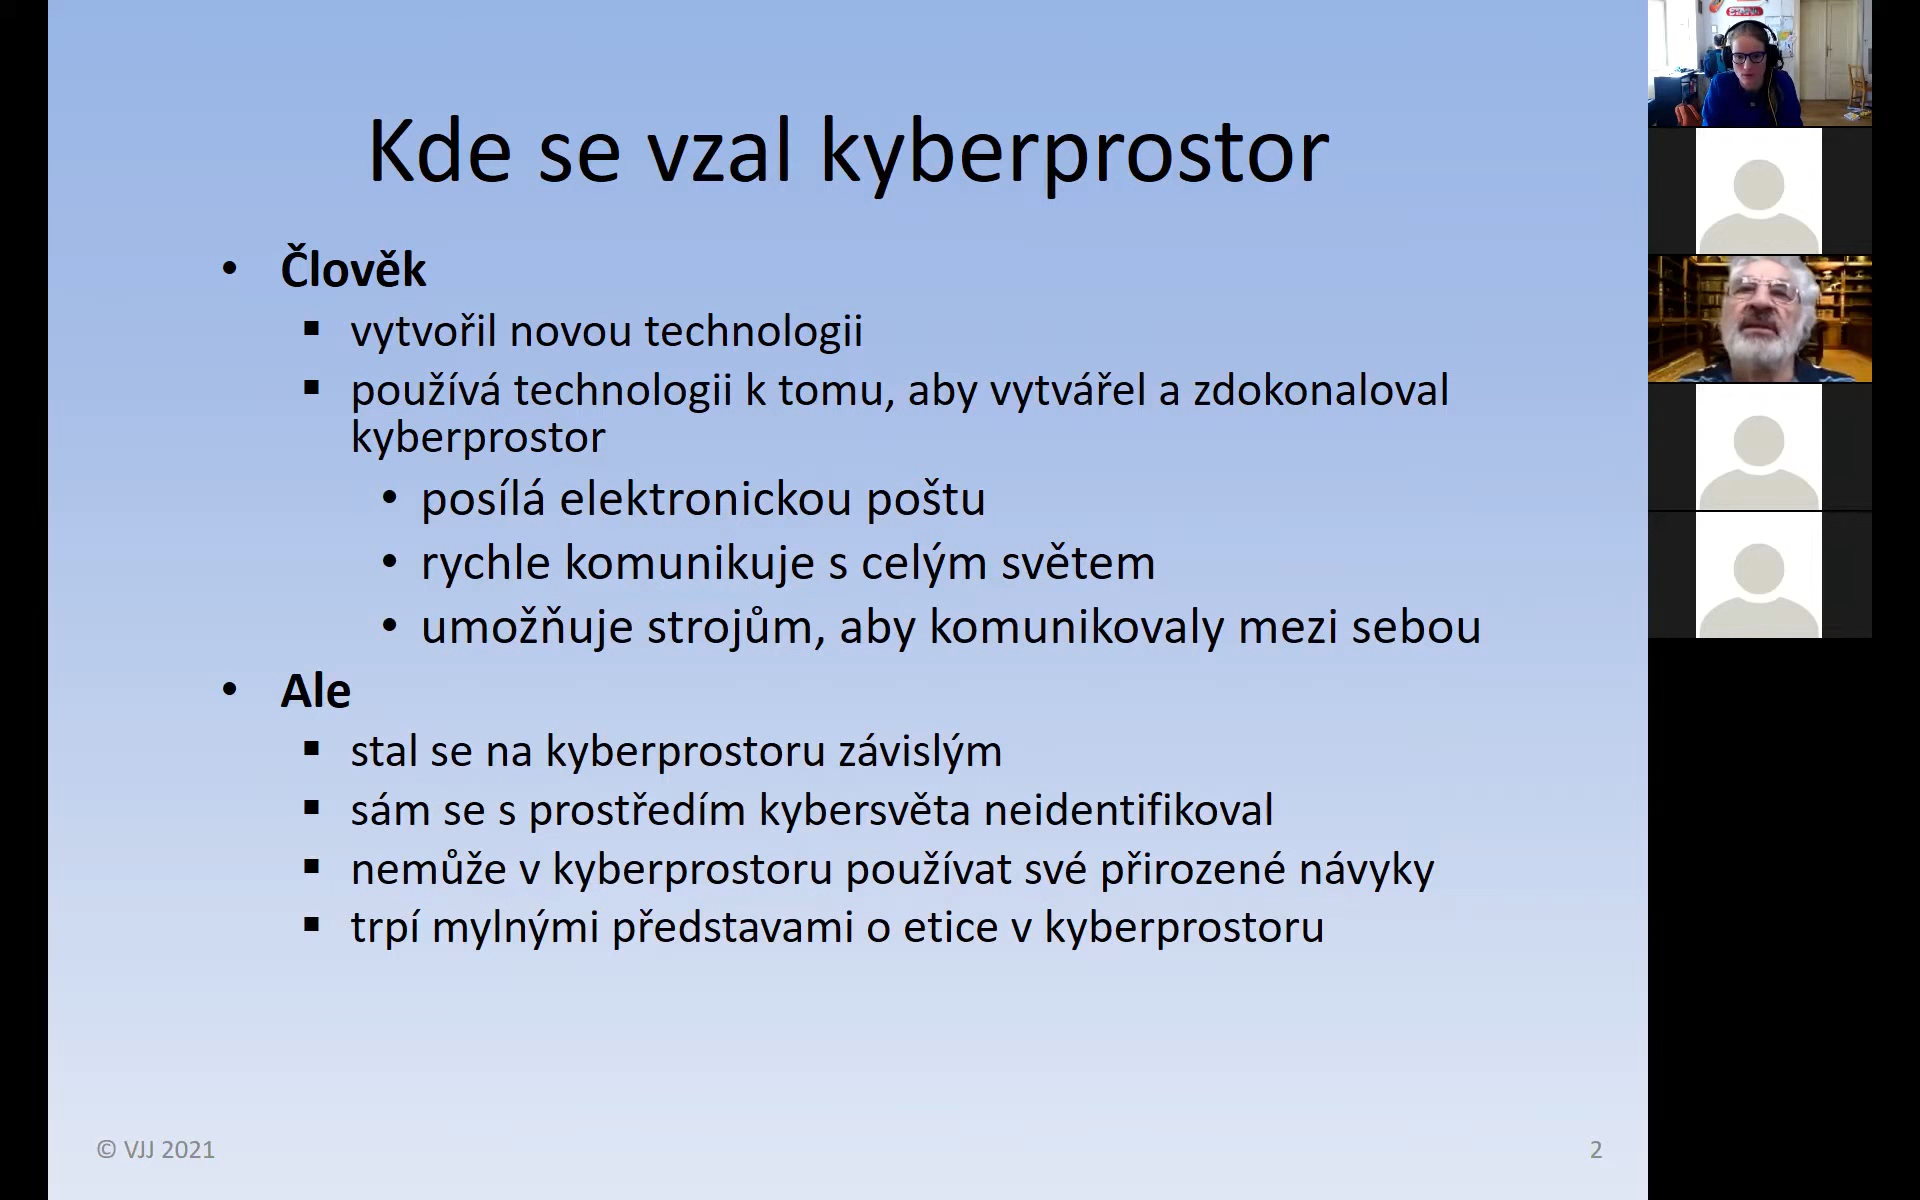 Kde se vzal kyberprostor
• Člověk
▪ vytvořil novou technologii
▪ používá technologii k tomu, aby vytvářel a zdokonaloval
kyberprostor
• posílá elektronickou poštu
• rychle komunikuje s celým světem
• umožňuje strojům, aby komunikovaly mezi sebou
• Ale
▪ stal se na kyberprostoru závislým
▪ sám se s prostředím kybersvěta neidentifikoval
▪ nemůže v kyberprostoru používat své přirozené návyky
▪ trpí mylnými představami o etice v kyberprostoru
© VJJ 2021
2